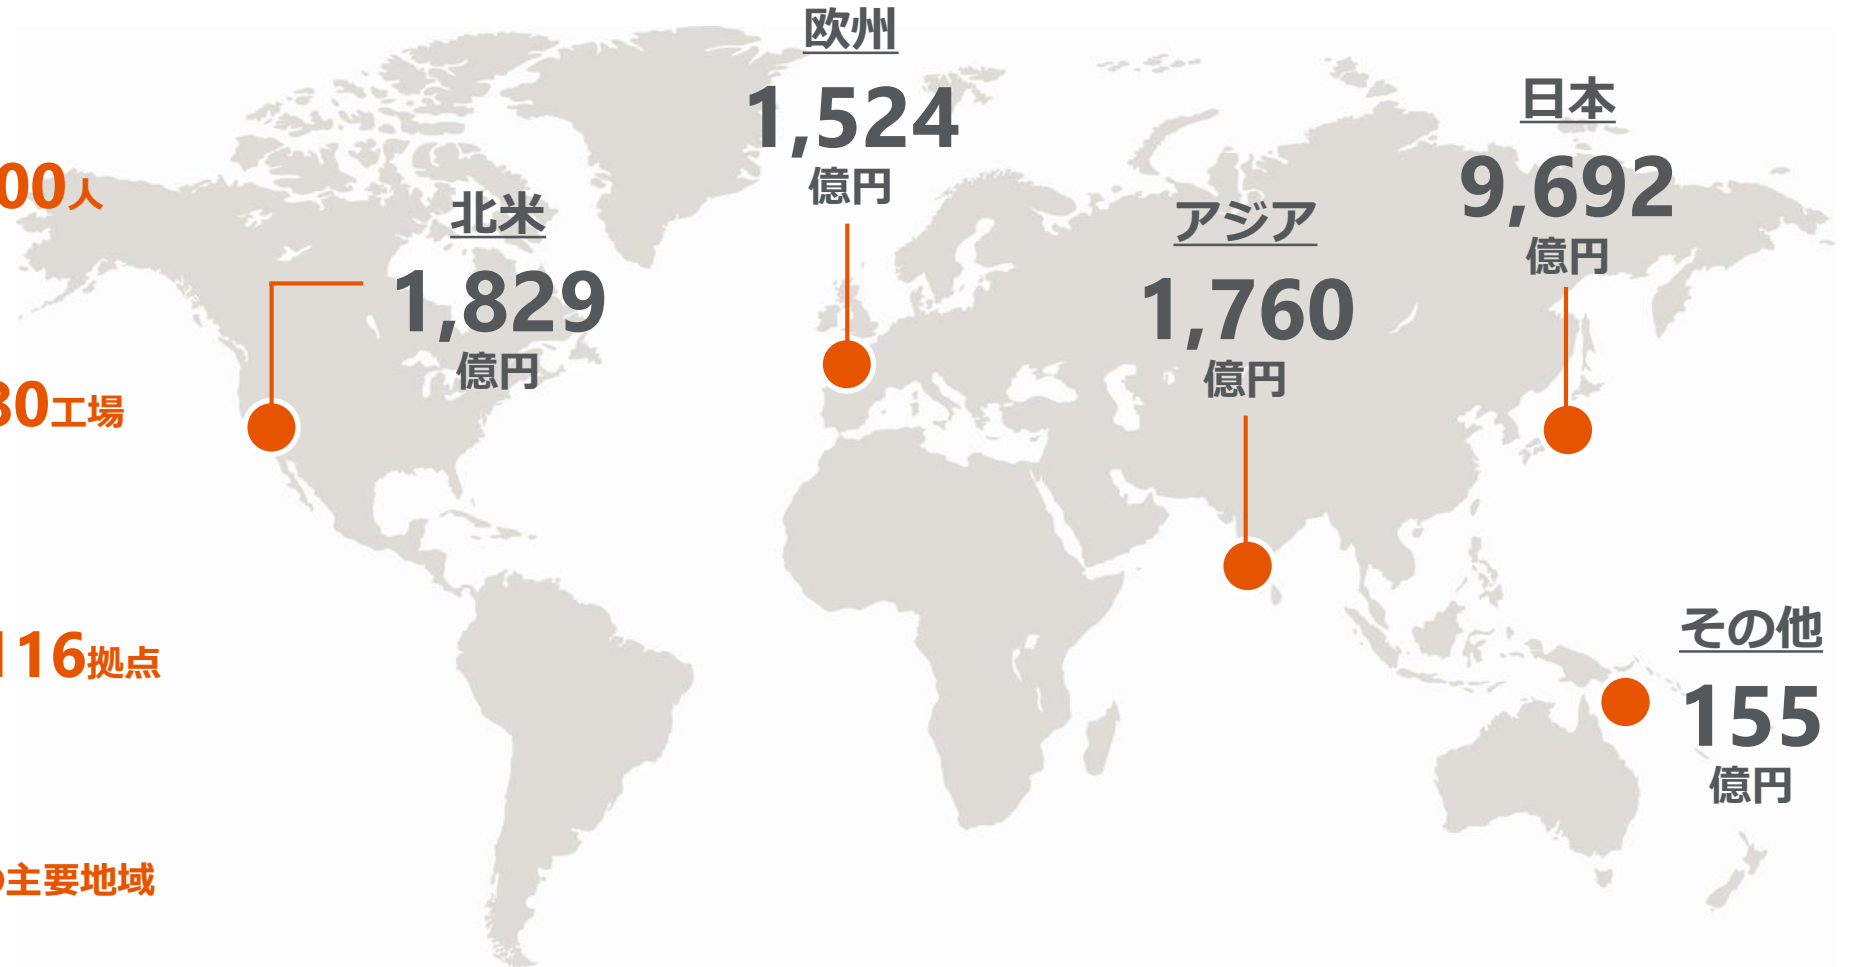 欧州
1,524
億円
日本
9,692
億円
00人
北米
1,829
億円
アジア
1,760
億円
80工場
116拠点
その他
155
億円
主要地域